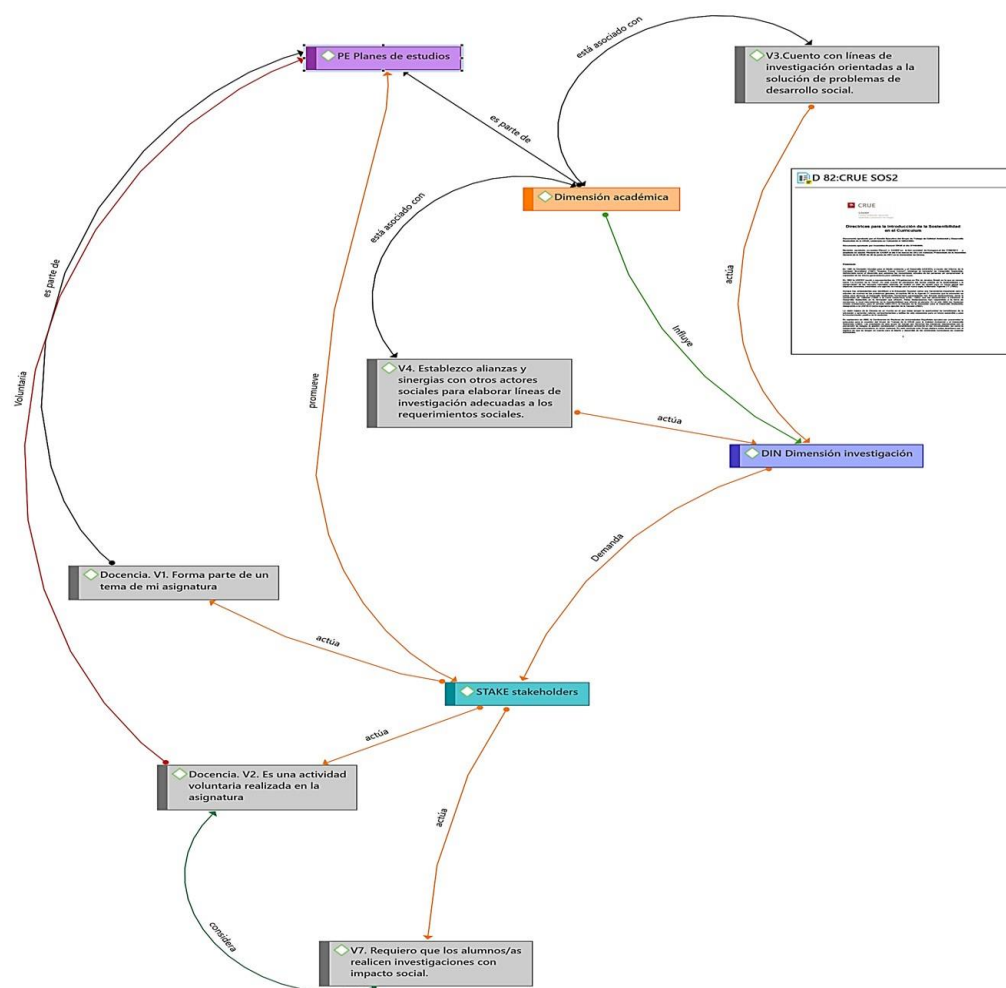 PE Planes de estudios
está asociado con
V3.Cuento con líneas de
investigación orientadas a la
solución de problemas de
desarrollo social.
es parte de
D 82:CRUE SOS2
CRUE
Directrices para la Introducción de la Sostenibilidad
en el Curriculum
Dimensión académica
está asociado con
actúa
es parte de
Influye
Voluntaria
promueve
V4. Establezco alianzas y
sinergias con otros actores
sociales para elaborar líneas de
investigación adecuadas a los
requerimientos sociales.
actúa
DIN Dimensión investigación
Demanda
Docencia. V1. Forma parte de un
tema de mi asignatura
actúa
STAKE stakeholders
actúa
Docencia. V2. Es una actividad
voluntaria realizada en la
asignatura
actúa
considera
V7. Requiero que los alumnos/as
realicen investigaciones con
impacto social.